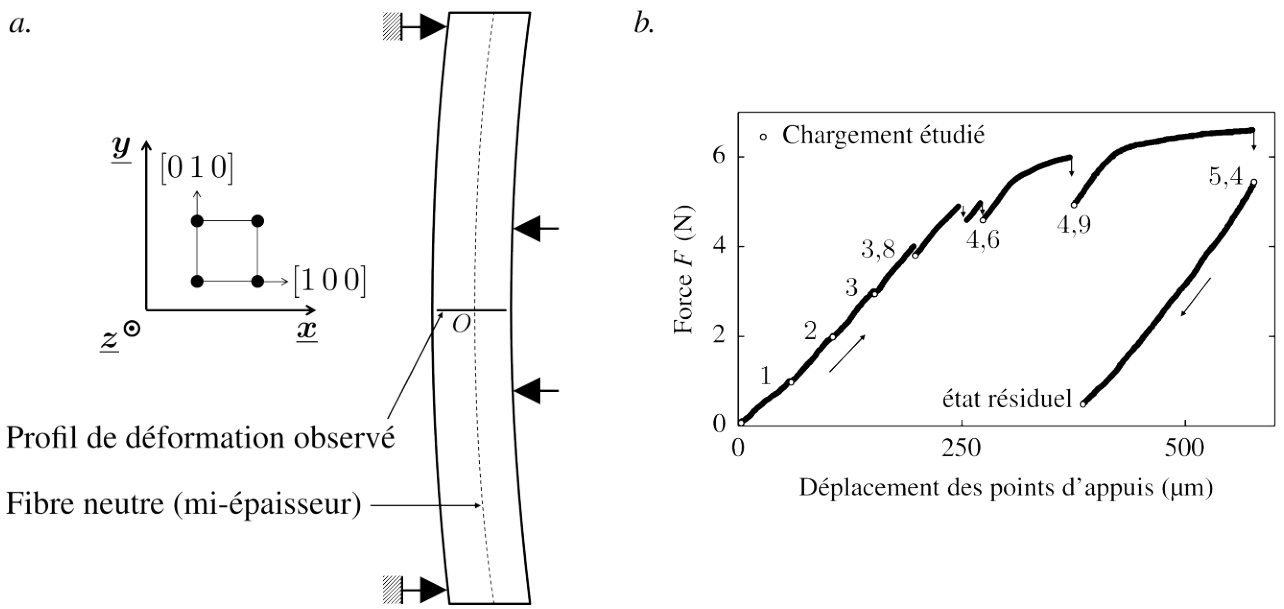 a.
y
[0 1 0]
[1 0 0]
z
x
O
Profil de déformation observé
Fibre neutre (mi-épaisseur)
b.
Force F (N)
6
4
2
0
Chargement étudié
1
2
3
3,8
4,6
4,9
5,4
état résiduel
0
250
500
Déplacement des points d'appuis (µm)